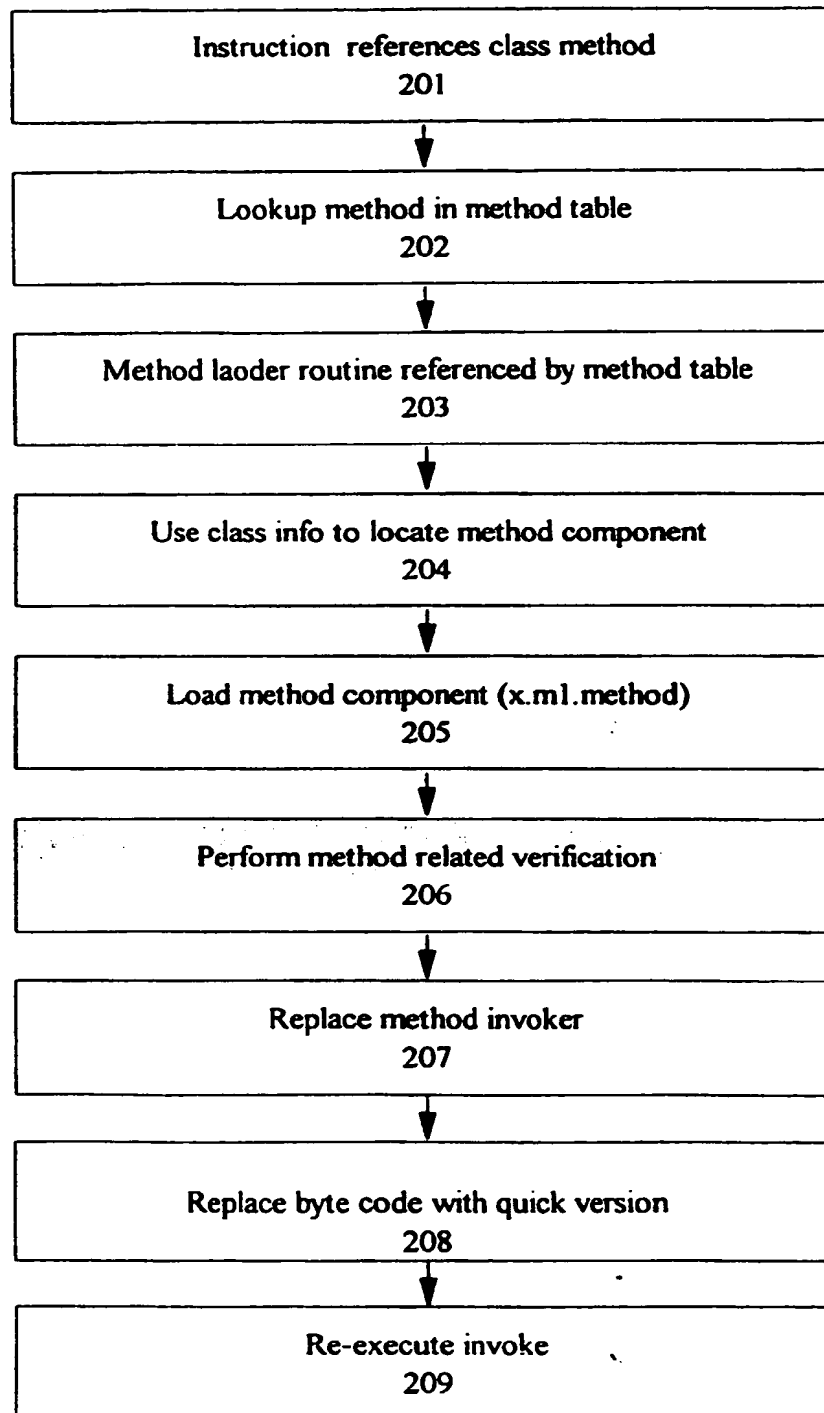 Instruction references class method
201
Lookup method in method table
202
Method laoder routine referenced by method table
203
Use class info to locate method component
204
Load method component (x.m1.method)
205
Perform method related verification
206
Replace method invoker
207
Replace byte code with quick version
208
Re-execute invoke
209